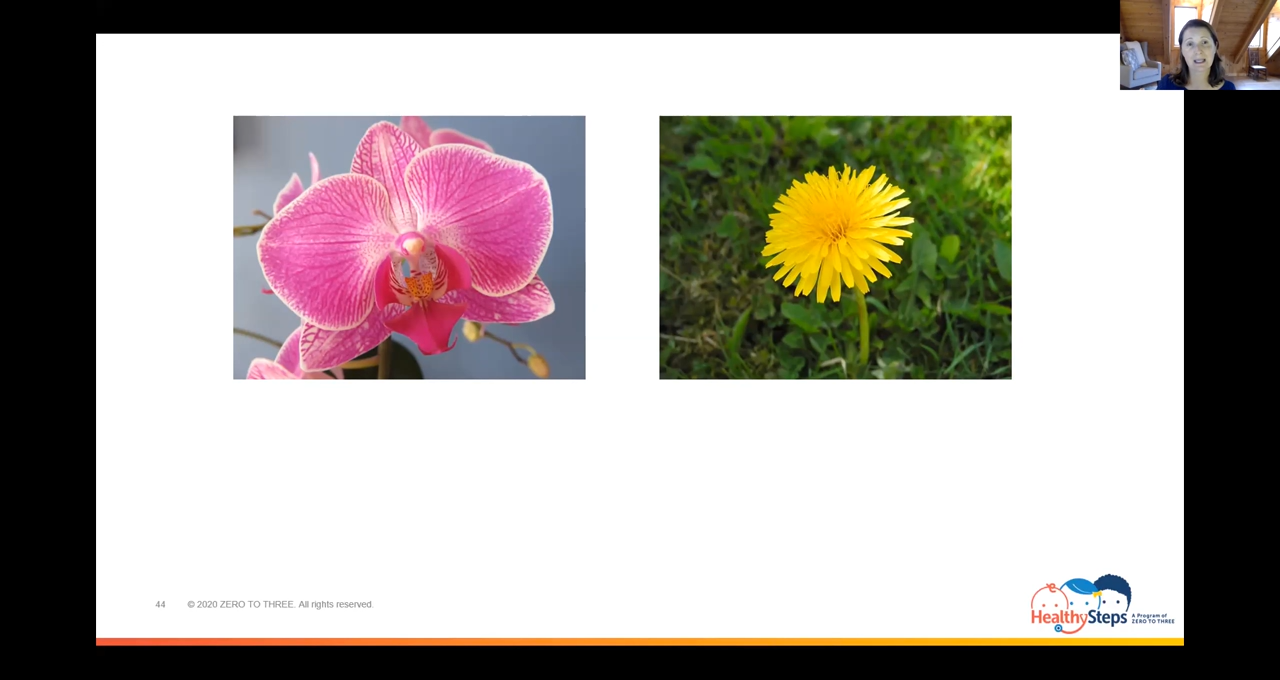 44 © 2020 ZERO TO THREE. All rights reserved.
HealthySteps
A Program of
ZERO TO THREE